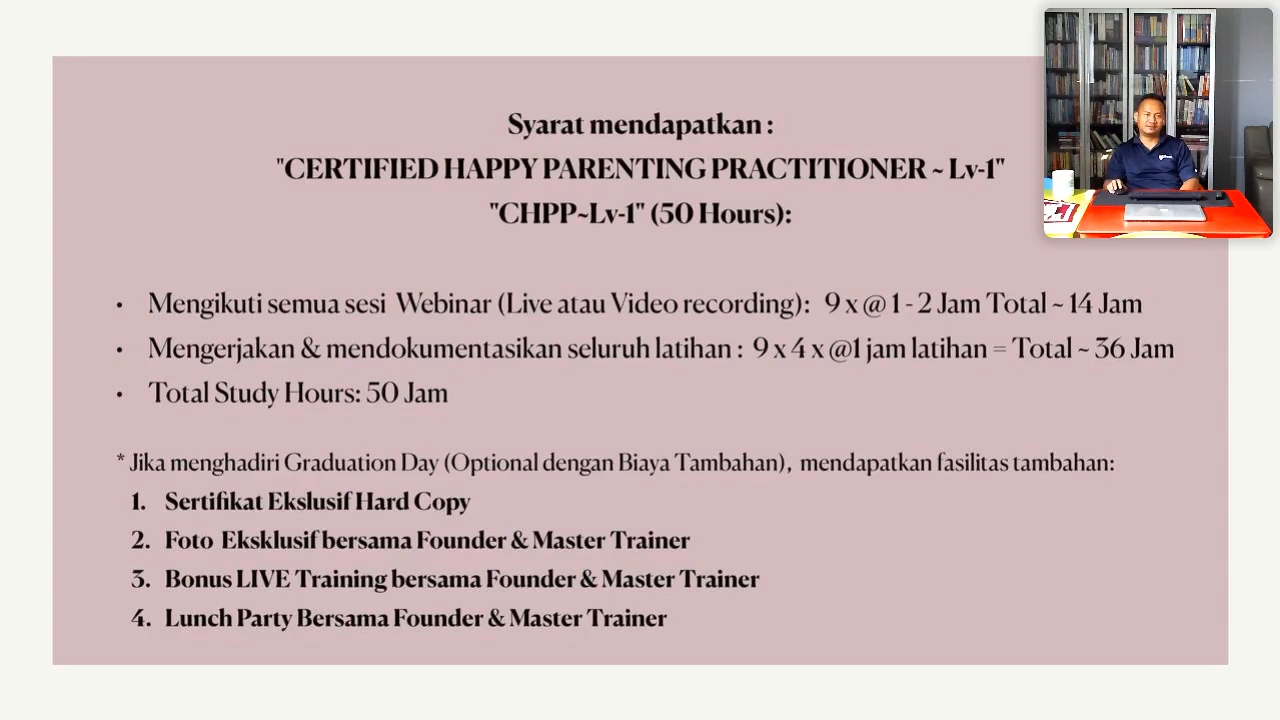 Syarat mendapatkan :
"CERTIFIED HAPPY PARENTING PRACTITIONER ~ Lv-1"
"CHPP~Lv-1" (50 Hours):
• Mengikuti semua sesi Webinar (Live atau Video recording): 9 x @ 1 - 2 Jam Total ~ 14 Jam
• Mengerjakan & mendokumentasikan seluruh latihan : 9 x 4 x @1 jam latihan = Total ~ 36 Jam
• Total Study Hours: 50 Jam
* Jika menghadiri Graduation Day (Optional dengan Biaya Tambahan), mendapatkan fasilitas tambahan:
1. Sertifikat Ekslusif Hard Copy
2. Foto Eksklusif bersama Founder & Master Trainer
3. Bonus LIVE Training bersama Founder & Master Trainer
4. Lunch Party Bersama Founder & Master Trainer